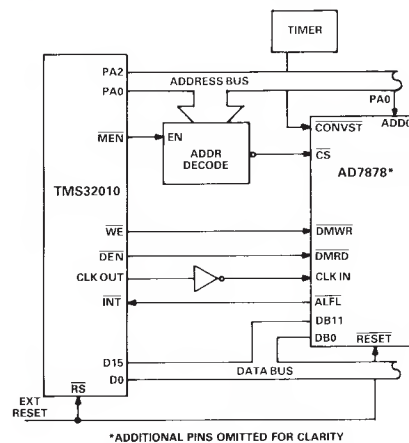 TIMER
PA2
ADDRESS BUS
PA0
PA0
ADD0
MEN
EN
ADDR
DECODE
CONVST
CS
TMS32010
AD7878*
WE
DMWR
DEN
DMRD
CLK OUT
CLK IN
INT
ALFL
DB11
DB0
RESET
D15
DATA BUS
D0
RS
EXT
RESET
*ADDITIONAL PINS OMITTED FOR CLARITY